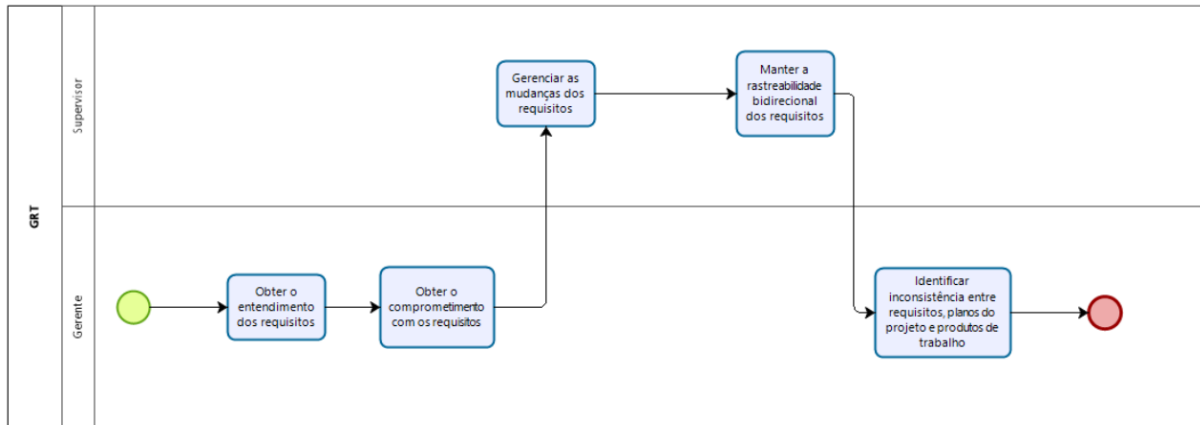 GRT
Supervisor
Gerenciar as
mudanças dos
requisitos
Manter a
rastreabilidade
bidirecional
dos requisitos
Gerente
Obter o
entendimento
dos requisitos
Obter o
comprometimento
com os requisitos
Identificar
inconsistência entre
requisitos, planos do
projeto e produtos de
trabalho